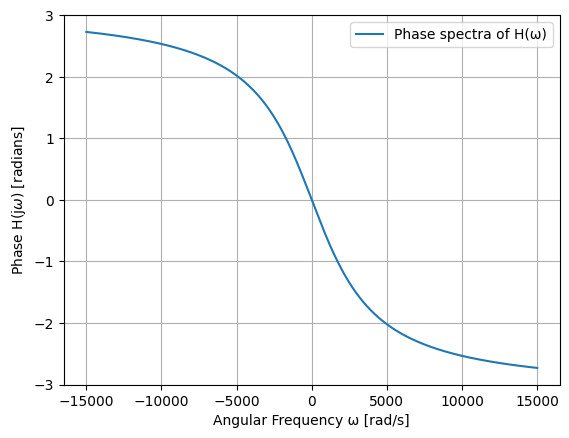 Phase spectra of H(ω)
3
2
1
0
−1
−2
−3
Phase H(jω) [radians]
−15000 −10000 −5000 0 5000 10000 15000
Angular Frequency ω [rad/s]